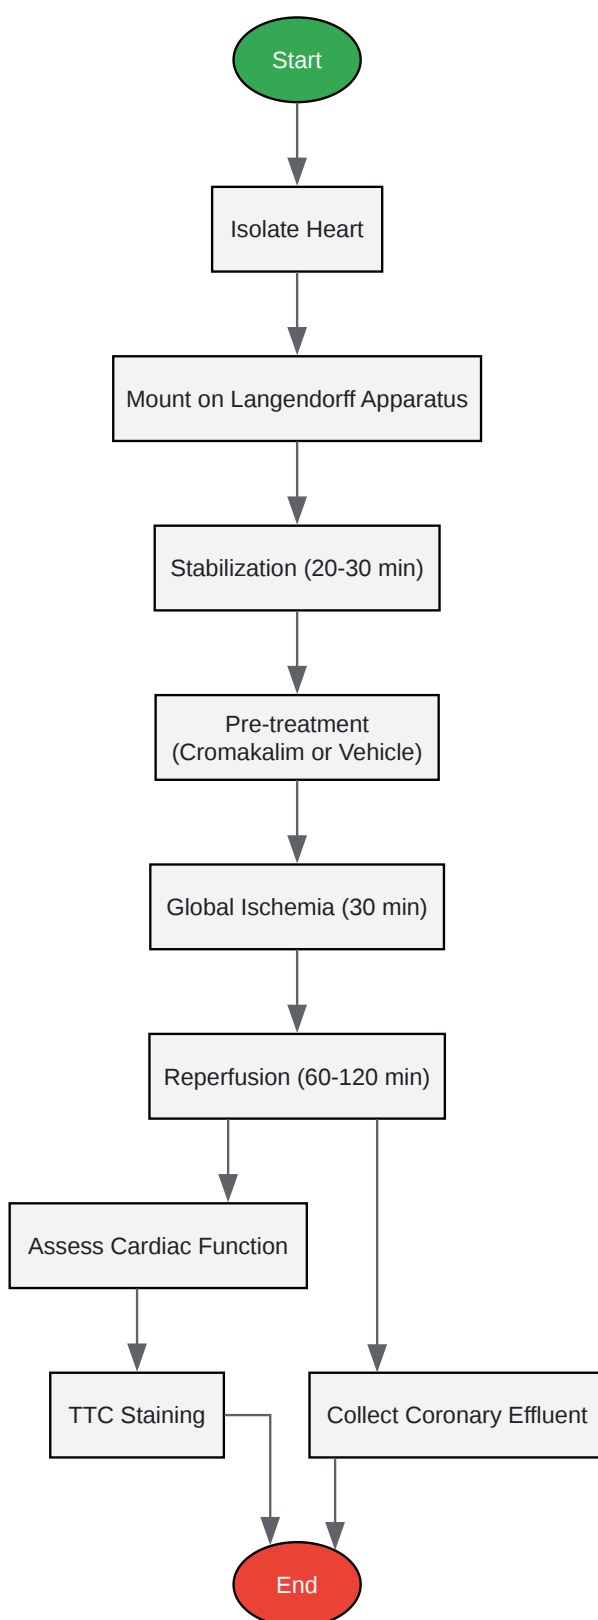 Start
Isolate Heart
Mount on Langendorff Apparatus
Stabilization (20-30 min)
Pre-treatment
(Cromakalim or Vehicle)
Global Ischemia (30 min)
Reperfusion (60-120 min)
Assess Cardiac Function
TTC Staining
Collect Coronary Effluent
End